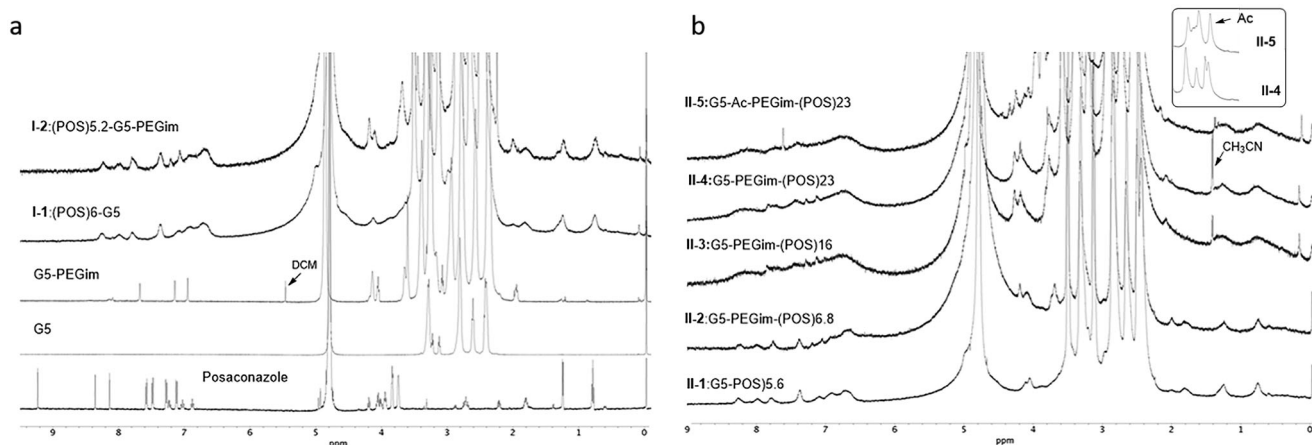 a
I-2:(POS)5.2-G5-PEGim
I-1:(POS)6-G5
G5-PEGim
DCM
G5
Posaconazole
9 8 7 6 5 4 3 2 1 0
ppm
b
Ac
II-5
II-4
II-5:G5-Ac-PEGim-(POS)23
CH3CN
II-4:G5-PEGim-(POS)23
II-3:G5-PEGim-(POS)16
II-2:G5-PEGim-(POS)6.8
II-1:G5-POS)5.6
9 8 7 6 5 4 3 2 1 0
ppm